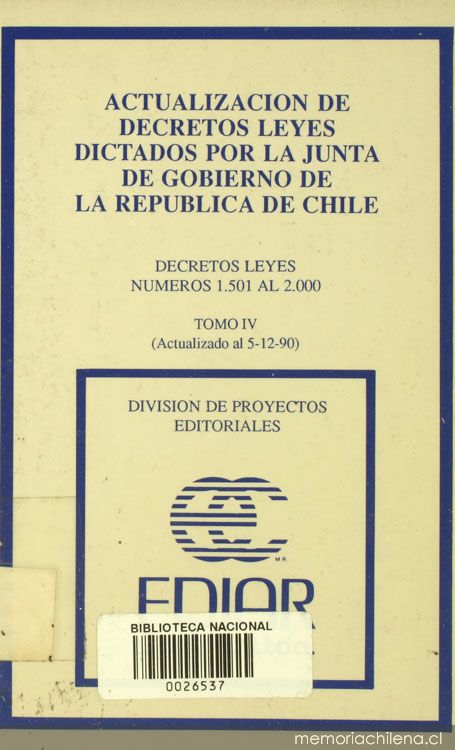 ACTUALIZACION DE
DECRETOS LEYES
DICTADOS POR LA JUNTA
DE GOBIERNO DE
LA REPUBLICA DE CHILE
DECRETOS LEYES
NUMEROS 1.501 AL 2.000
TOMO IV
(Actualizado al 5-12-90)
DIVISION DE PROYECTOS
EDITORIALES
M.R.
EDIAR
BIBLIOTECA NACIONAL
0026537
memoriachilena.cl